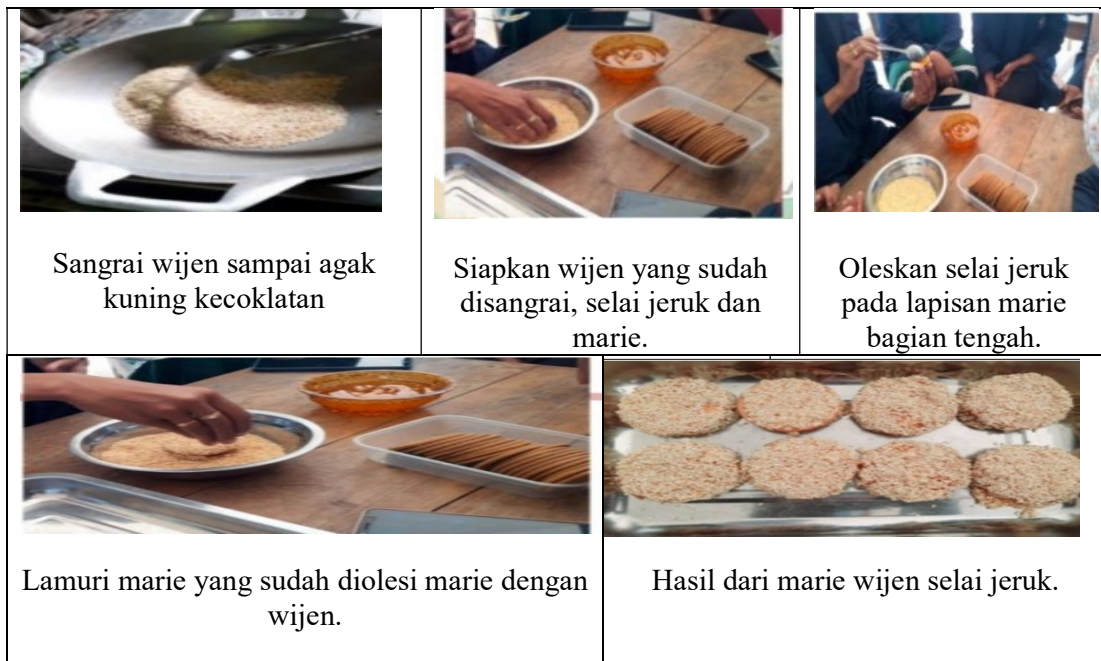 Sangrai wijen sampai agak
kuning kecoklatan
Siapkan wijen yang sudah
disangrai, selai jeruk dan
marie.
Oleskan selai jeruk
pada lapisan marie
bagian tengah.
Lamuri marie yang sudah diolesi marie dengan
wijen.
Hasil dari marie wijen selai jeruk.